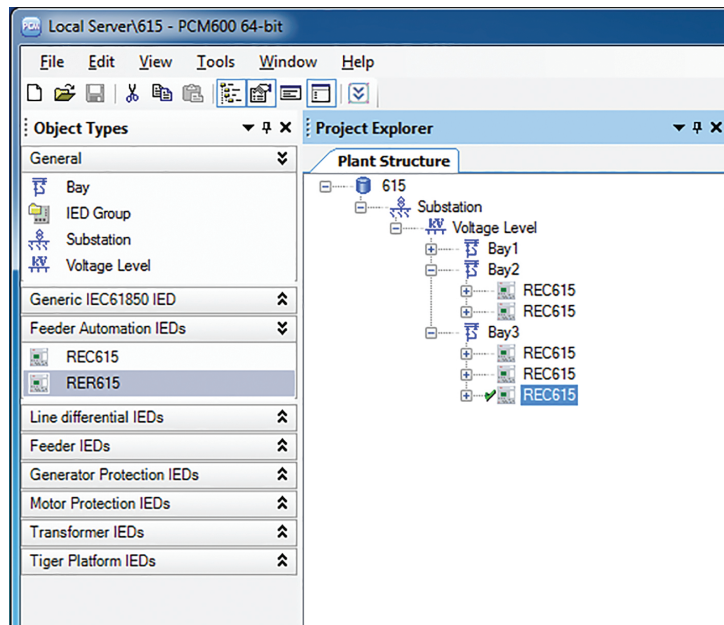 PCM Local Server\615 - PCM600 64-bit
File Edit View Tools Window Help
Object Types
General
Bay
IED Group
Substation
KV Voltage Level
Generic IEC61850 IED
Feeder Automation IEDs
REC615
RER615
Line differential IEDs
Feeder IEDs
Generator Protection IEDs
Motor Protection IEDs
Transformer IEDs
Tiger Platform IEDs
Project Explorer
Plant Structure
615
Substation
KV Voltage Level
Bay1
Bay2
REC615
REC615
Bay3
REC615
REC615
REC615